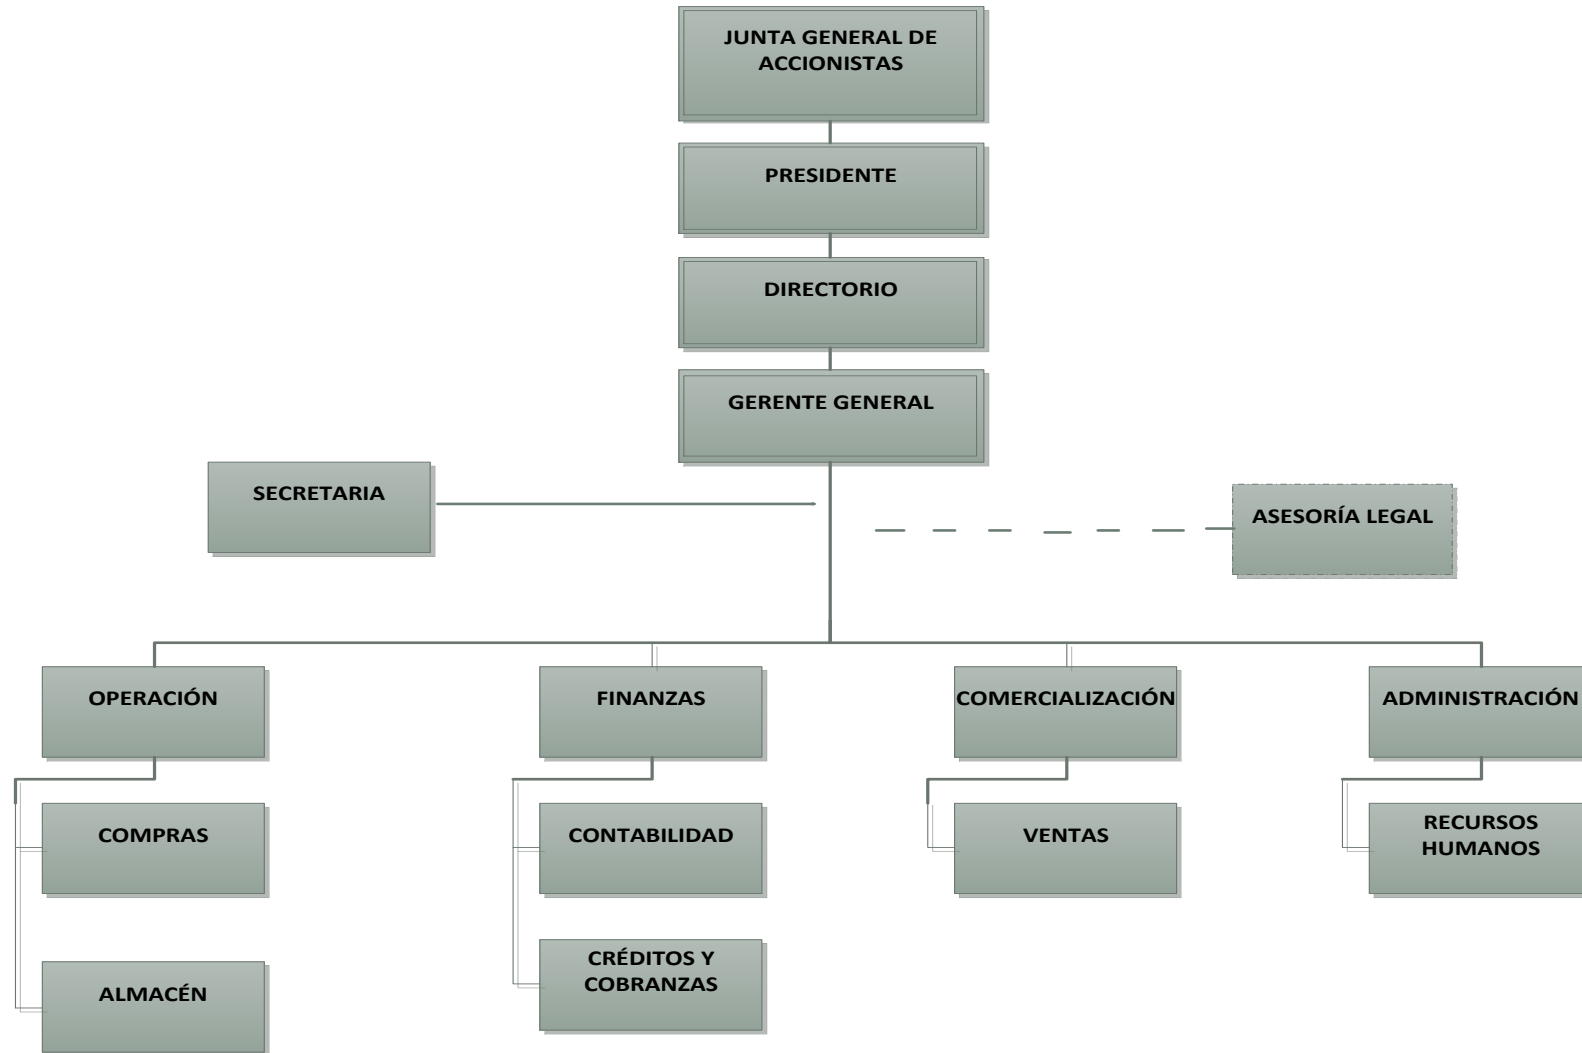 JUNTA GENERAL DE
ACCIONISTAS
PRESIDENTE
DIRECTORIO
GERENTE GENERAL
SECRETARIA
ASESORÍA LEGAL
OPERACIÓN
FINANZAS
COMERCIALIZACIÓN
ADMINISTRACIÓN
COMPRAS
CONTABILIDAD
VENTAS
RECURSOS
HUMANOS
ALMACÉN
CRÉDITOS Y
COBRANZAS